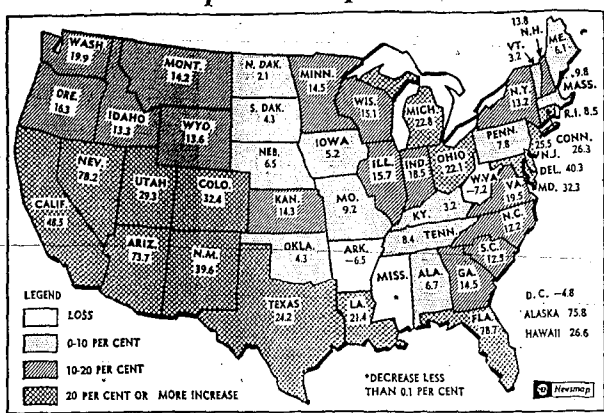 WASH
19.9
MONT.
14.2
N. DAK.
2.1
MINN.
14.5
13.8
N.H.
VT.
3.2
ME.
6.1
ORE.
16.3
IDAHO
13.3
WYO.
13.6
S. DAK.
4.3
WIS.
15.1
MICH.
22.8
N.Y.
13.2
9.8
MASS.
R.I. 8.5
NEV.
78.2
UTAH
29.3
COLO.
32.4
NEB.
6.5
IOWA
5.2
ILL.
15.7
IND.
18.5
OHIO
22.1
PENN.
7.8
25.5 CONN.
N.J. 26.3
DEL. 40.3
MD. 32.3
CALIF.
48.5
KAN.
14.3
MO.
9.2
KY. 3.2
W.VA.
-7.2
VA.
19.5
ARIZ.
73.7
N.M.
39.6
OKLA.
4.3
ARK.
-6.5
8.4 TENN.
N.C.
12.2
S.C.
12.5
TEXAS
24.2
LA.
21.4
MISS.
*
ALA.
6.7
GA.
14.5
FLA.
78.7
D.C. -4.8
ALASKA 75.8
HAWAII 26.6
LEGEND
LOSS
0-10 PER CENT
10-20 PER CENT
20 PER CENT OR MORE INCREASE
*DECREASE LESS
THAN 0.1 PER CENT
Newsmap